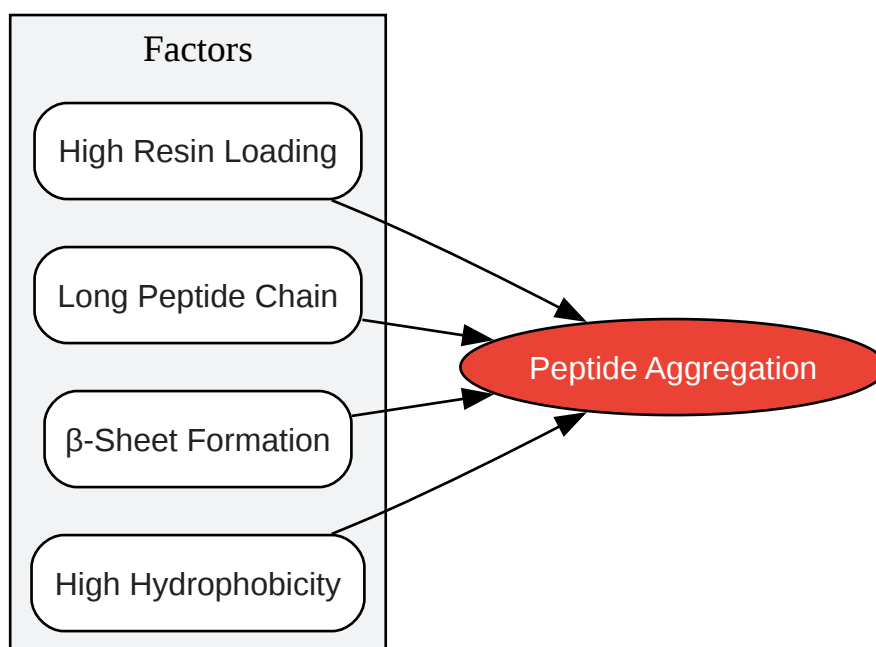 Factors
High Resin Loading
Long Peptide Chain
β-Sheet Formation
High Hydrophobicity
Peptide Aggregation